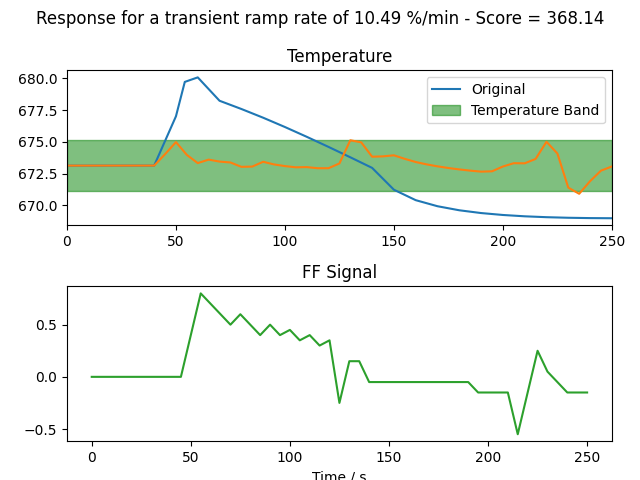 Response for a transient ramp rate of 10.49 %/min - Score = 368.14
Temperature
680.0
677.5
675.0
672.5
670.0
Original
Temperature Band
0 50 100 150 200 250
FF Signal
0.5
0.0
−0.5
0 50 100 150 200 250
Time / s